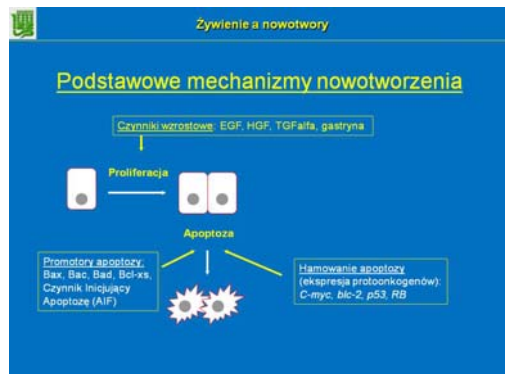 Żywienie a nowotwory
Podstawowe mechanizmy nowotworzenia
Czynniki wzrostowe: EGF, HGF, TGFalfa, gastryna
Proliferacja
Apoptoza
Promotory apoptozy:
Bax, Bac, Bad, Bcl-xs,
Czynnik Inicjujący
Apoptozę (AIF)
Hamowanie apoptozy
(ekspresja protoonkogenów):
C-myc, blc-2, p53, RB